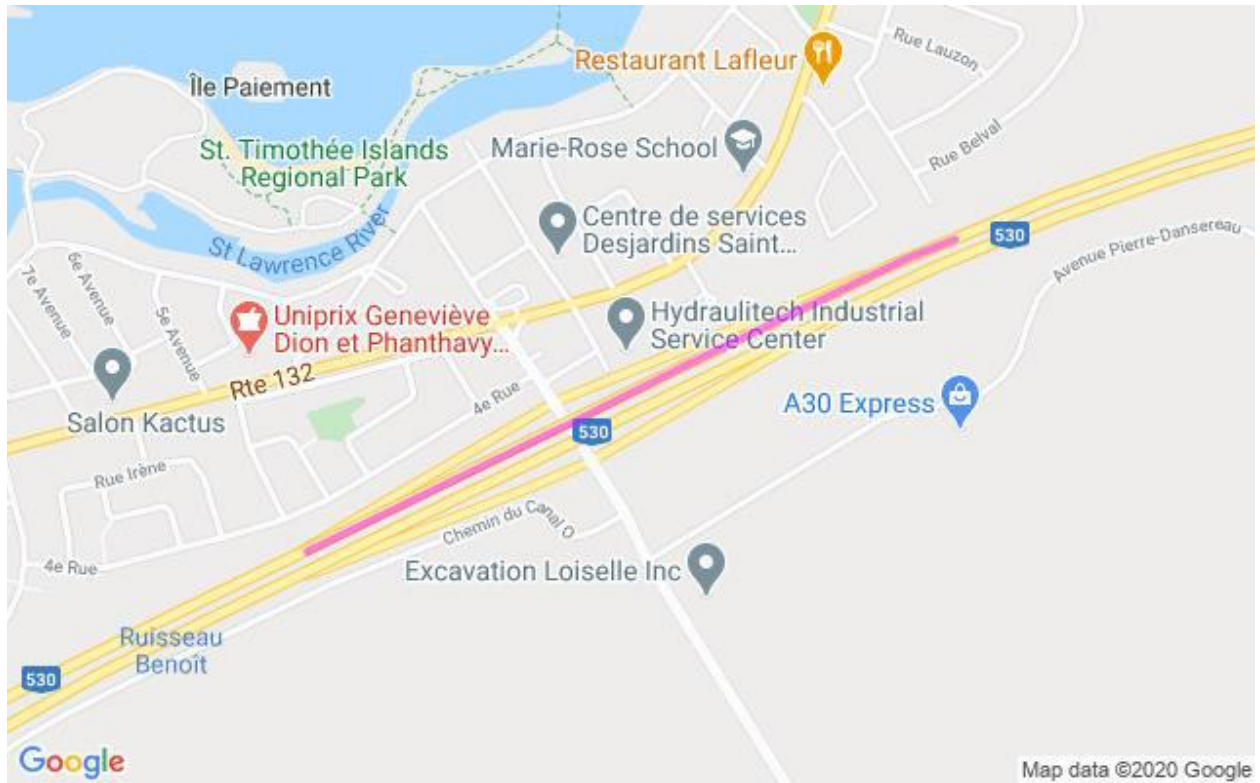 Restaurant Lafleur
Rue Lauzon
Île Paiement
Marie-Rose School
St. Timothée Islands
Regional Park
Rue Belval
Centre de services
Desjardins Saint...
530
St Lawrence River
Avenue Pierre-Dansereau
7e Avenue
6e Avenue
5e Avenue
Uniprix Geneviève
Dion et Phanthavy...
Hydraulitech Industrial
Service Center
Rte 132
4e Rue
A30 Express
Salon Kactus
530
Rue Irène
Chemin du Canal O
4e Rue
Excavation Loiselle Inc
Ruisseau
Benoît
530
Google
Map data ©2020 Google